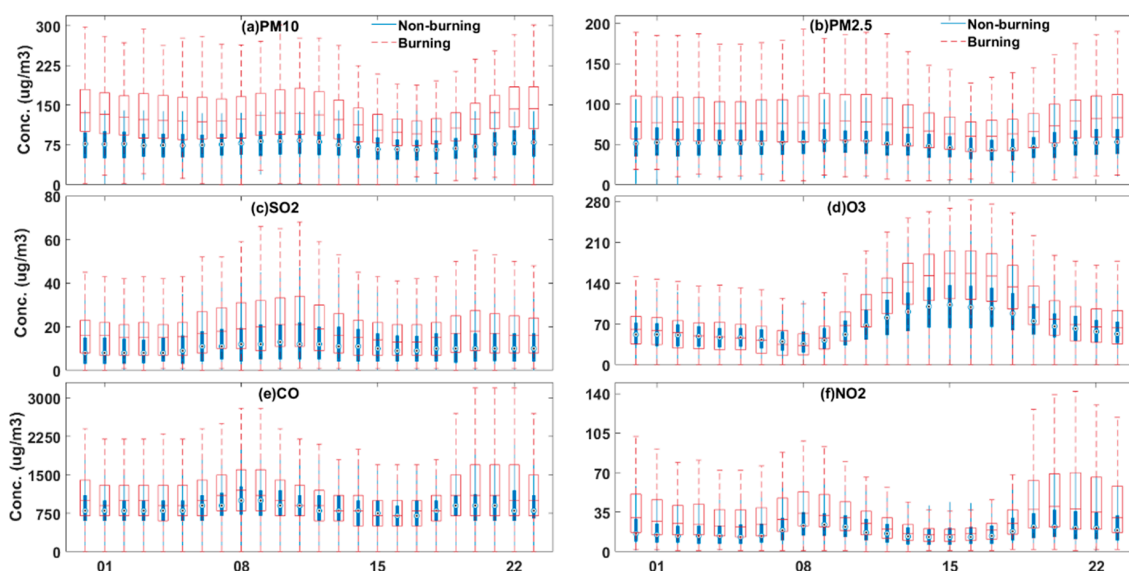 (a)PM10
Non-burning
Burning
300
225
150
75
0
Conc. (ug/m3)
(b)PM2.5
Non-burning
Burning
200
150
100
50
0
(c)SO2
80
60
40
20
0
Conc. (ug/m3)
(d)O3
280
210
140
70
0
(e)CO
3000
2250
1500
750
0
Conc. (ug/m3)
01
08
15
22
(f)NO2
140
105
70
35
0
01
08
15
22